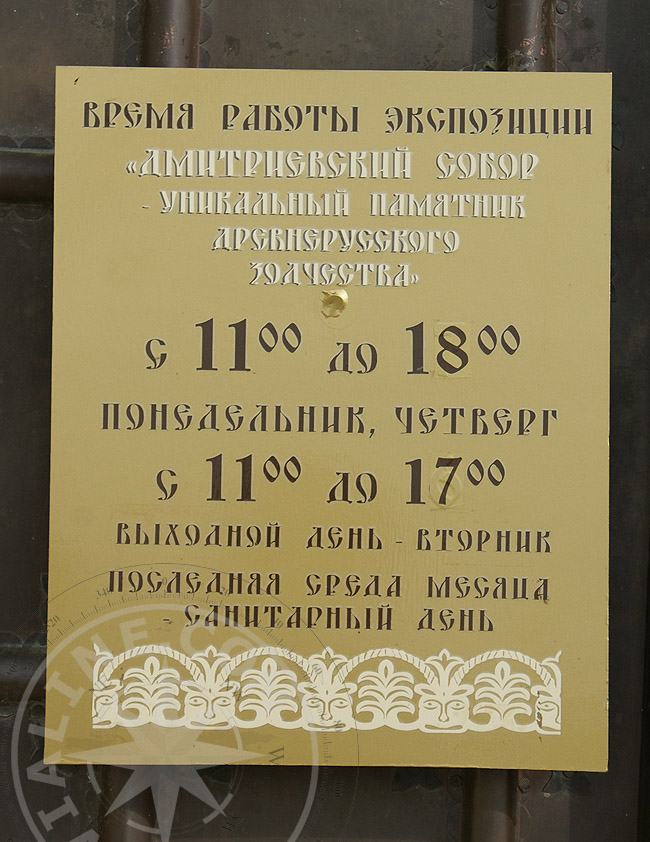 ВРЕМЯ РАБОТЫ ЭКСПОЗИЦИИ
«ДМИТРИЕВСКИЙ СОБОР
- УНИКАЛЬНЫЙ ПАМЯТНИК
ДРЕВНЕРУССКОГО
ЗОДЧЕСТВА»
С 11⁰⁰ ДО 18⁰⁰
ПОНЕДЕЛЬНИК, ЧЕТВЕРГ
С 11⁰⁰ ДО 17⁰⁰
ВЫХОДНОЙ ДЕНЬ - ВТОРНИК
ПОСЛЕДНЯЯ СРЕДА МЕСЯЦА
- САНИТАРНЫЙ ДЕНЬ